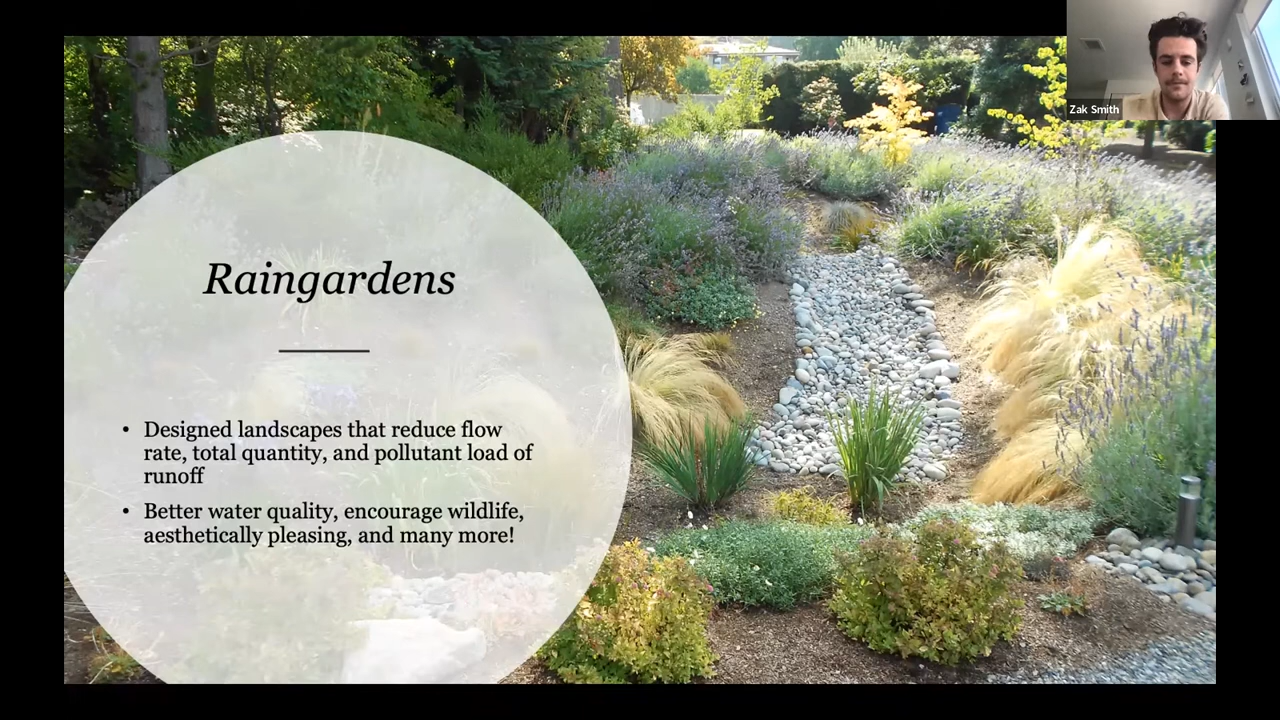 Zak Smith
Raingardens
• Designed landscapes that reduce flow
rate, total quantity, and pollutant load of
runoff
• Better water quality, encourage wildlife,
aesthetically pleasing, and many more!